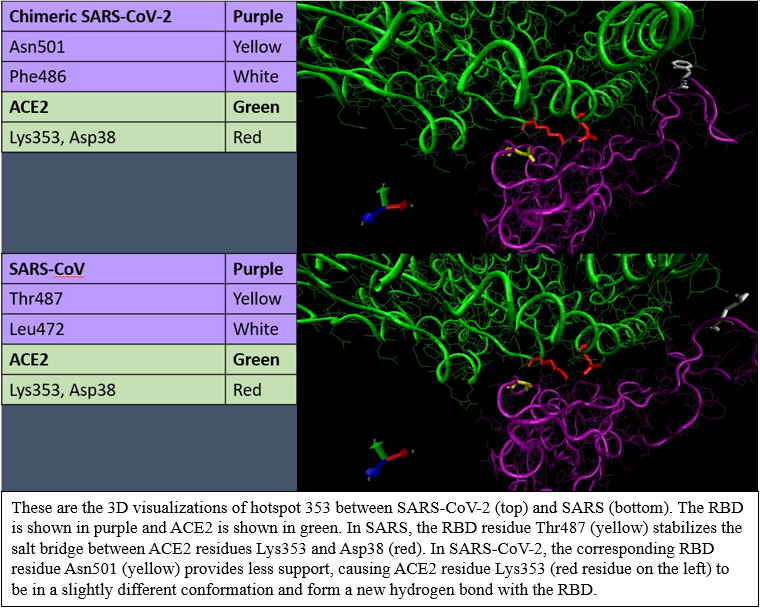 Chimeric SARS-CoV-2 Purple
Asn501 Yellow
Phe486 White
ACE2 Green
Lys353, Asp38 Red
SARS-CoV Purple
Thr487 Yellow
Leu472 White
ACE2 Green
Lys353, Asp38 Red
These are the 3D visualizations of hotspot 353 between SARS-CoV-2 (top) and SARS (bottom). The RBD
is shown in purple and ACE2 is shown in green. In SARS, the RBD residue Thr487 (yellow) stabilizes the
salt bridge between ACE2 residues Lys353 and Asp38 (red). In SARS-CoV-2, the corresponding RBD
residue Asn501 (yellow) provides less support, causing ACE2 residue Lys353 (red residue on the left) to
be in a slightly different conformation and form a new hydrogen bond with the RBD.